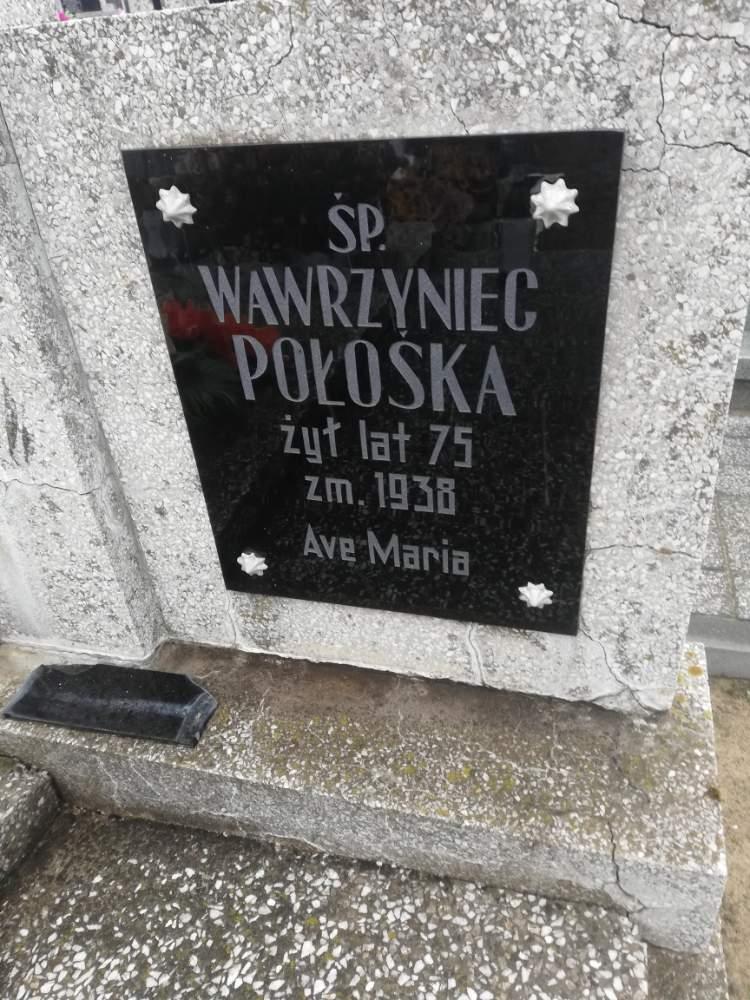 ŚP.
WAWRZYNIEC
POŁOŚKA
żył lat 75
zm. 1938
Ave Maria